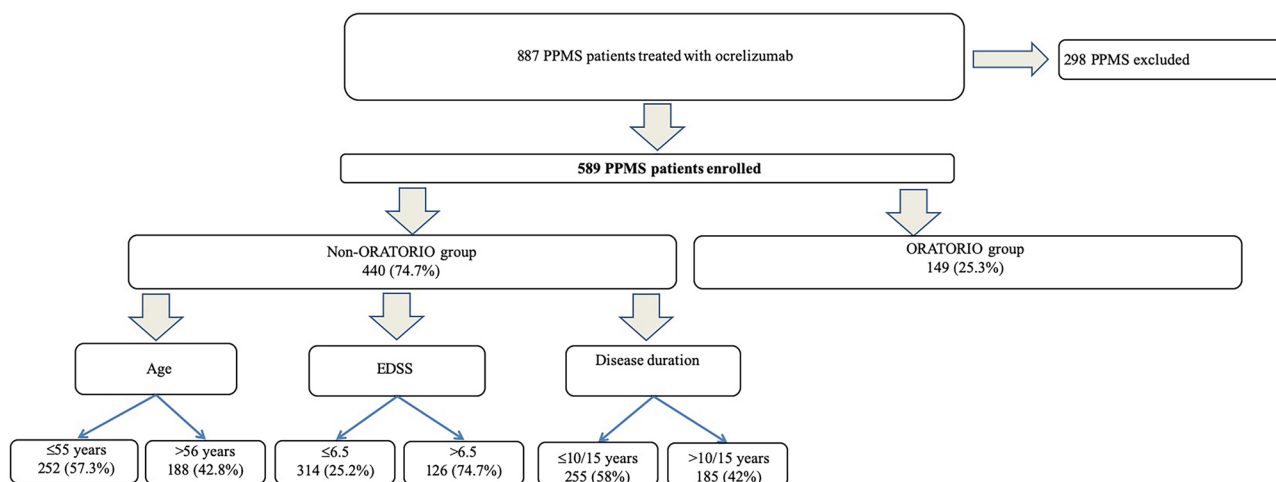 887 PPMS patients treated with ocrelizumab
298 PPMS excluded
589 PPMS patients enrolled
Non-ORATORIO group
440 (74.7%)
ORATORIO group
149 (25.3%)
Age
EDSS
Disease duration
≤55 years
252 (57.3%)
>56 years
188 (42.8%)
≤6.5
314 (25.2%)
>6.5
126 (74.7%)
≤10/15 years
255 (58%)
>10/15 years
185 (42%)